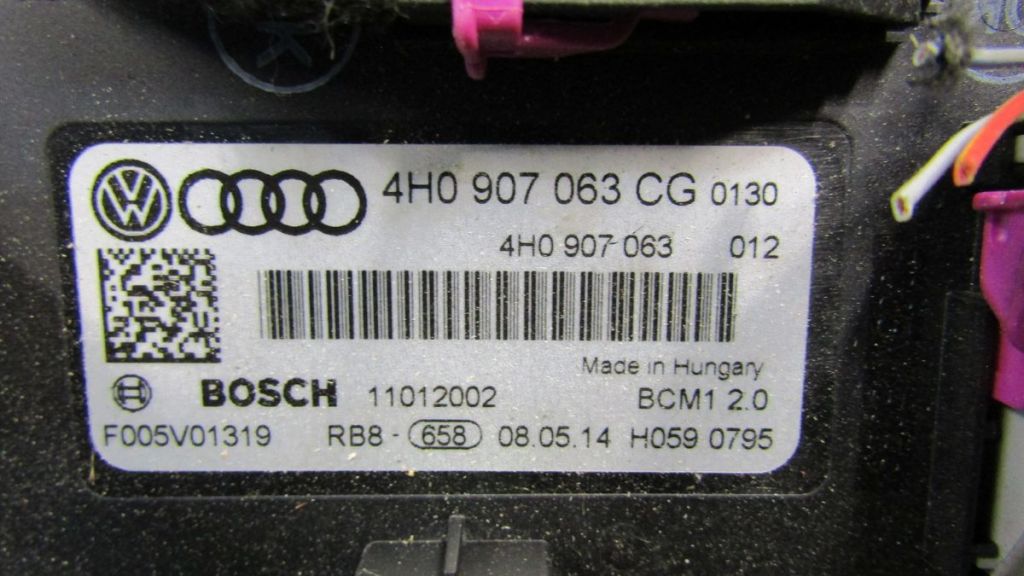 4H0 907 063 CG 0130
4H0 907 063 012
Made in Hungary
BOSCH 11012002 BCM1 2.0
F005V01319 RB8 - 658 08.05.14 H059 0795